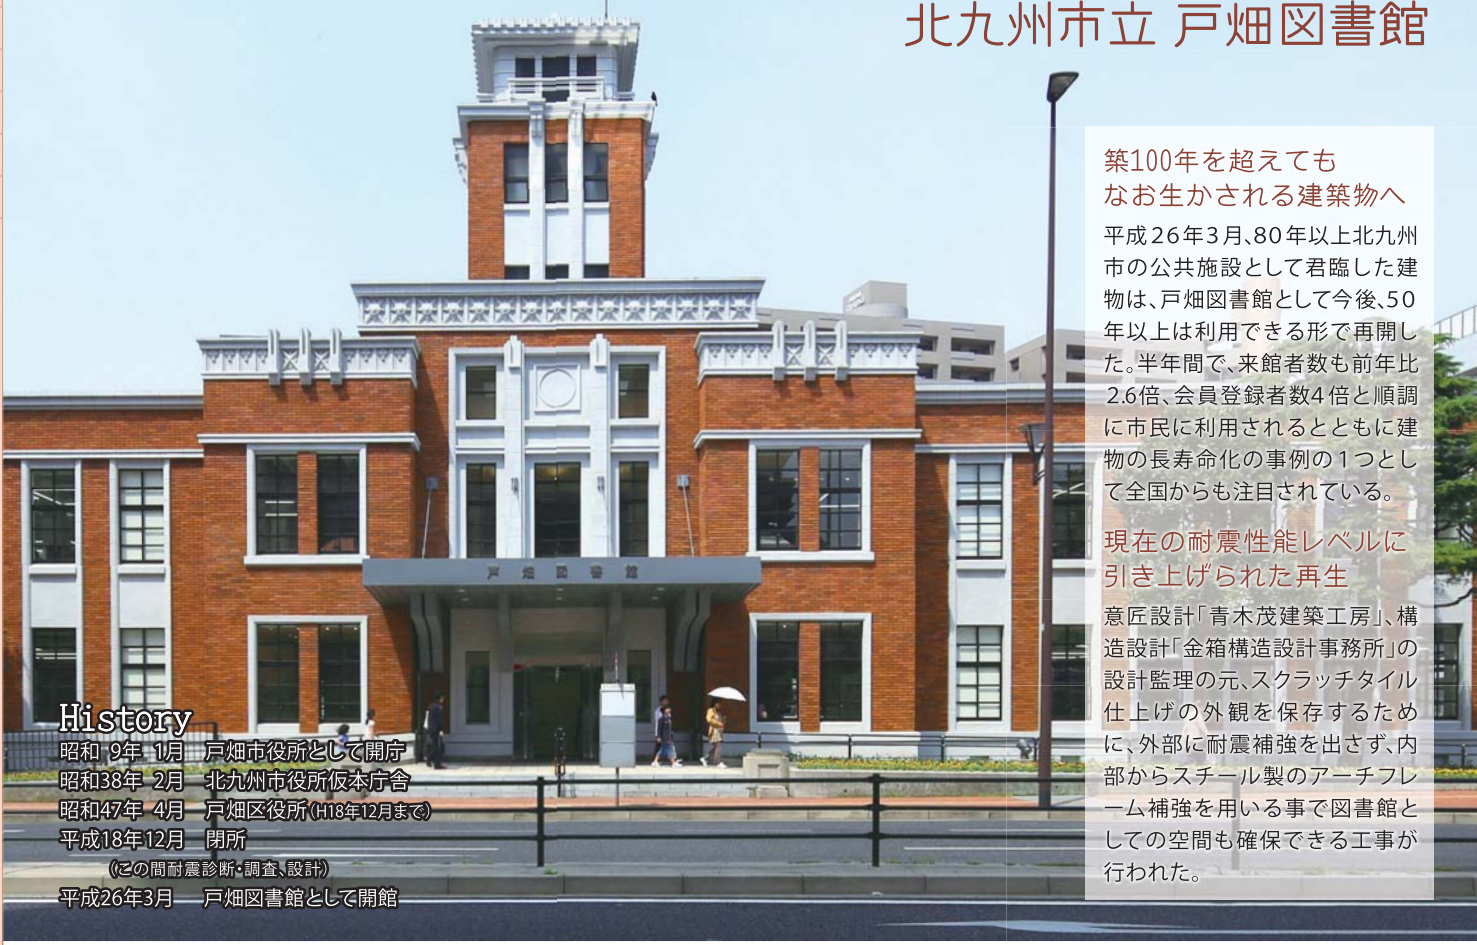 北九州市立 戸畑図書館
築100年を超えても
なお生かされる建築物へ
平成26年3月、80年以上北九州
市の公共施設として君臨した建
物は、戸畑図書館として今後、50
年以上は利用できる形で再開し
た。半年間で、来館者数も前年比
2.6倍、会員登録者数4倍と順調
に市民に利用されるとともに建
物の長寿命化の事例の1つとし
て全国からも注目されている。
現在の耐震性能レベルに
引き上げられた再生
意匠設計「青木茂建築工房」、構
造設計「金箱構造設計事務所」の
設計監理の元、スクラッチタイル
仕上げの外観を保存するため
に、外部に耐震補強を出さず、内
部からスチール製のアーチフレ
ーム補強を用いる事で図書館と
しての空間も確保できる工事が
行われた。
戸畑図書館
History
昭和 9年 1月 戸畑市役所として開庁
昭和38年 2月 北九州市役所仮本庁舎
昭和47年 4月 戸畑区役所（H18年12月まで）
平成18年12月 閉所
（この間耐震診断・調査、設計）
平成26年3月 戸畑図書館として開館